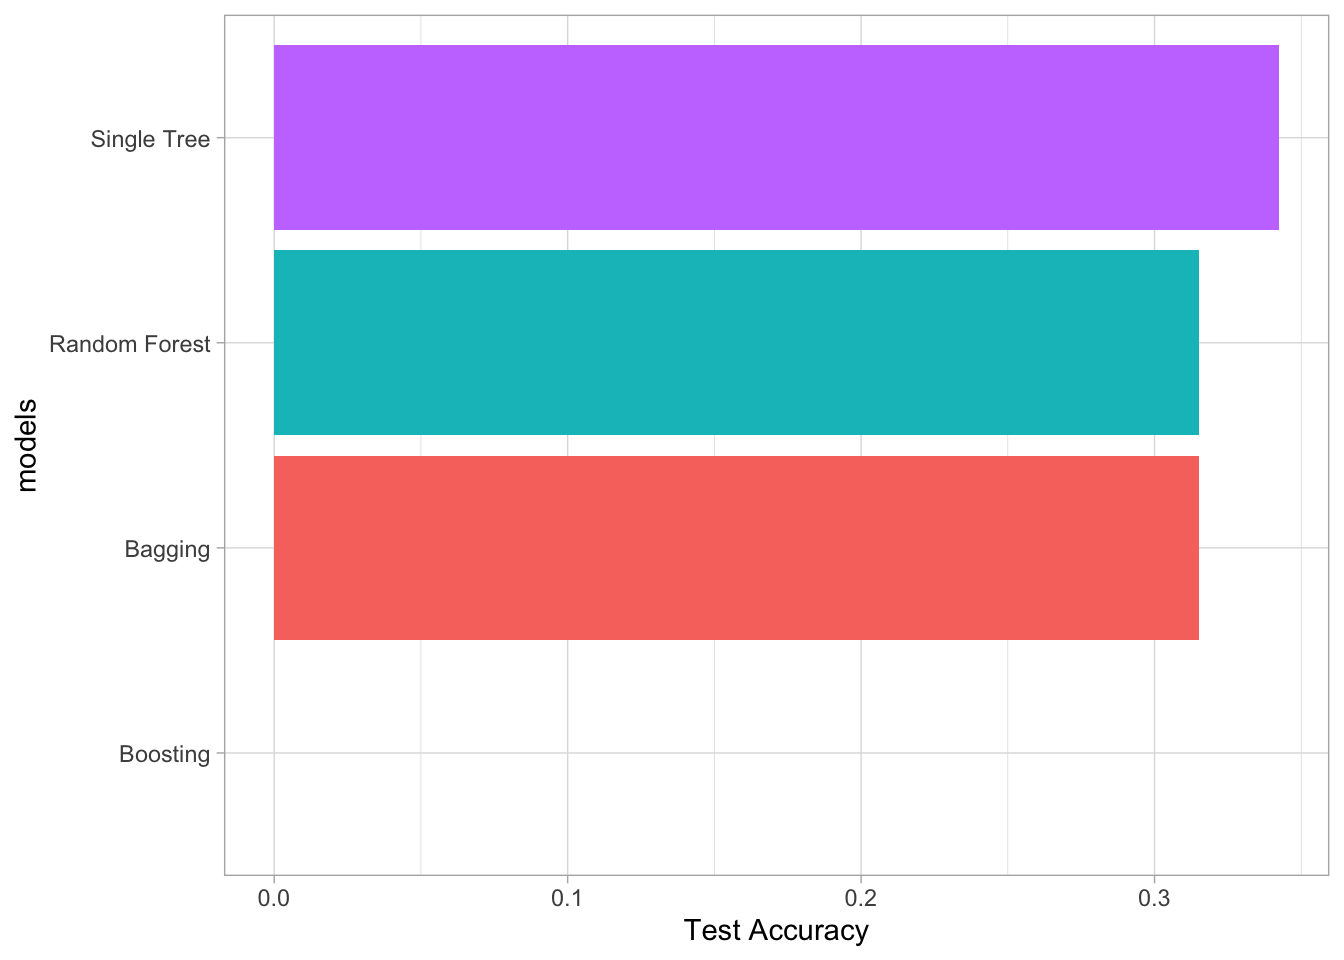 Single Tree
Random Forest
models
Bagging
Boosting
0.0 0.1 0.2 0.3
Test Accuracy